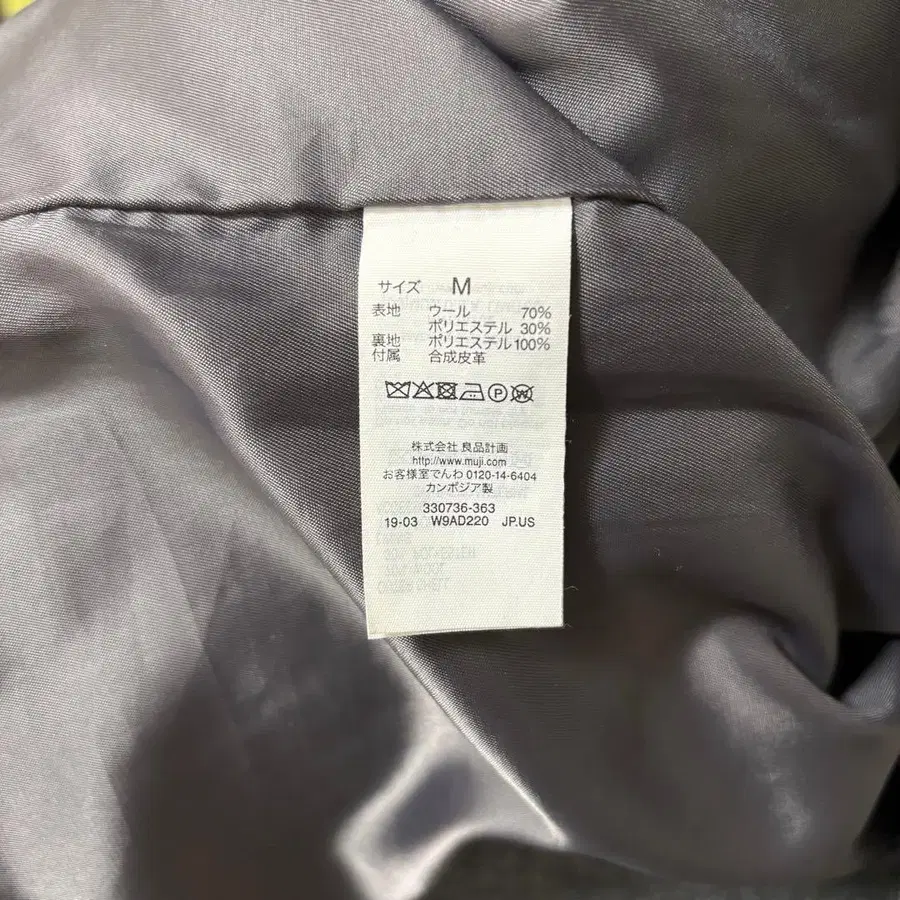 サイズ M
表地 ウール 70%
ポリエステル 30%
裏地 ポリエステル 100%
付属 合成皮革
P W
株式会社 良品計画
http://www.muji.com
お客様室でんわ 0120-14-6404
カンボジア製
330736-363
19-03 W9AD220 JP.US